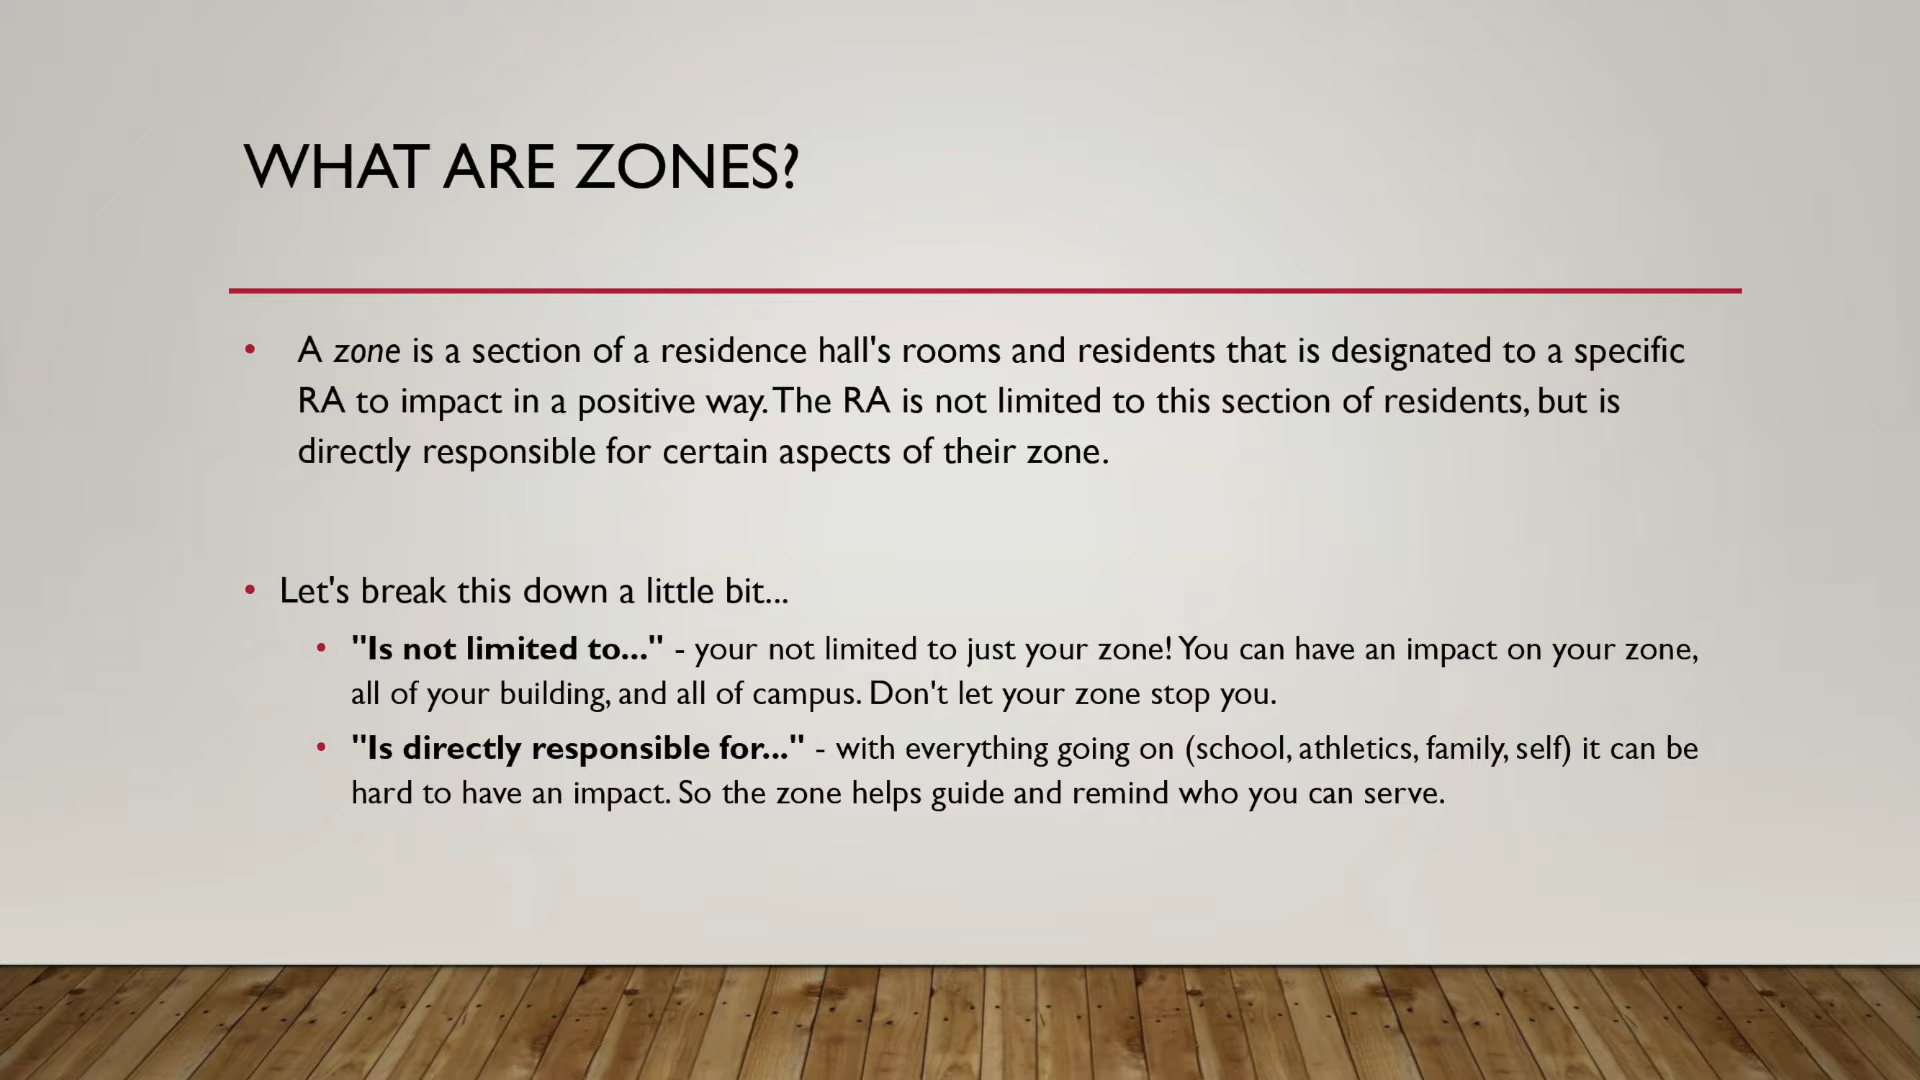 WHAT ARE ZONES?
• A zone is a section of a residence hall's rooms and residents that is designated to a specific
RA to impact in a positive way. The RA is not limited to this section of residents, but is
directly responsible for certain aspects of their zone.
• Let's break this down a little bit...
• "Is not limited to..." - your not limited to just your zone! You can have an impact on your zone,
all of your building, and all of campus. Don't let your zone stop you.
• "Is directly responsible for..." - with everything going on (school, athletics, family, self) it can be
hard to have an impact. So the zone helps guide and remind who you can serve.